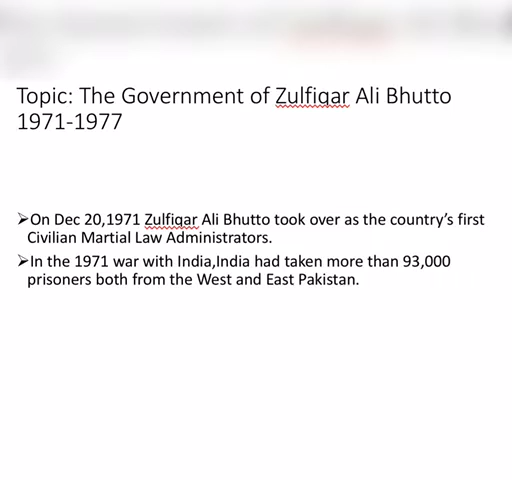 Topic: The Government of Zulfiqar Ali Bhutto
1971-1977
➢On Dec 20,1971 Zulfiqar Ali Bhutto took over as the country's first
Civilian Martial Law Administrators.
➢In the 1971 war with India,India had taken more than 93,000
prisoners both from the West and East Pakistan.